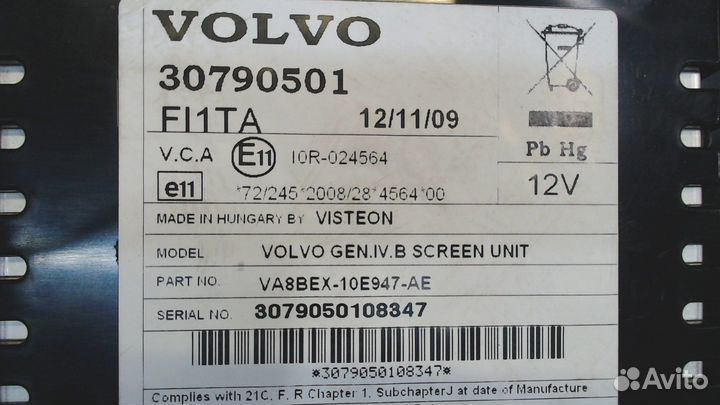 VOLVO
30790501
FI1TA 12/11/09
Pb Hg
V.C.A E11 I0R-024564
e11 *72/245*2008/28*4564*00
12V
MADE IN HUNGARY BY VISTEON
MODEL VOLVO GEN.IV.B SCREEN UNIT
PART NO. VA8BEX-10E947-AE
SERIAL NO. 3079050108347
*3079050108347*
Complies with 21C. F. R Chapter 1. SubchapterJ at date of Manufacture
Avito